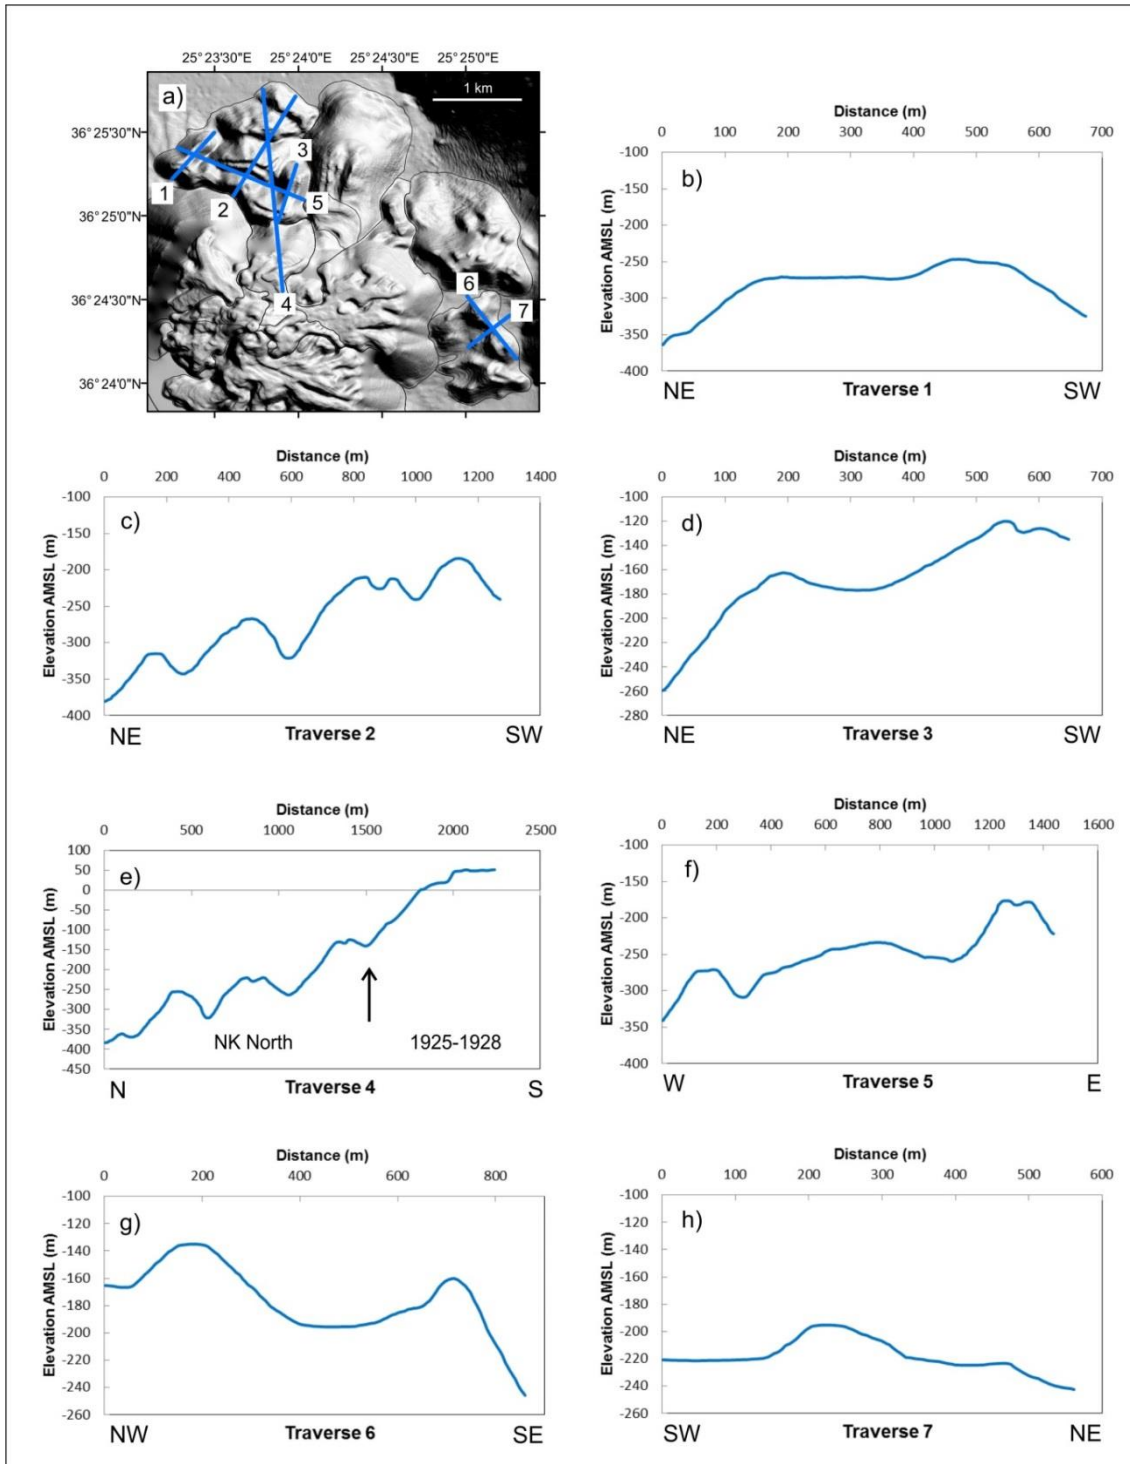 25°23'30"E 25°24'0"E 25°24'30"E 25°25'0"E
a)
1 km
36°25'30"N
36°25'0"N
36°24'30"N
36°24'0"N
1
2
3
5
4
6
7
Distance (m)
0 100 200 300 400 500 600 700
-100
-150
-200
-250
-300
-350
-400
Elevation AMSL (m)
b)
NE Traverse 1 SW
Distance (m)
0 200 400 600 800 1000 1200 1400
-100
-150
-200
-250
-300
-350
-400
Elevation AMSL (m)
c)
NE Traverse 2 SW
Distance (m)
0 100 200 300 400 500 600 700
-100
-120
-140
-160
-180
-200
-220
-240
-260
-280
Elevation AMSL (m)
d)
NE Traverse 3 SW
Distance (m)
0 500 1000 1500 2000 2500
100
50
0
-50
-100
-150
-200
-250
-300
-350
-400
-450
Elevation AMSL (m)
e)
NK North 1925-1928
N Traverse 4 S
Distance (m)
0 200 400 600 800 1000 1200 1400 1600
-100
-150
-200
-250
-300
-350
-400
Elevation AMSL (m)
f)
W Traverse 5 E
Distance (m)
0 200 400 600 800
-100
-120
-140
-160
-180
-200
-220
-240
-260
Elevation AMSL (m)
g)
NW Traverse 6 SE
Distance (m)
0 100 200 300 400 500 600
-100
-120
-140
-160
-180
-200
-220
-240
-260
Elevation AMSL (m)
h)
SW Traverse 7 NE